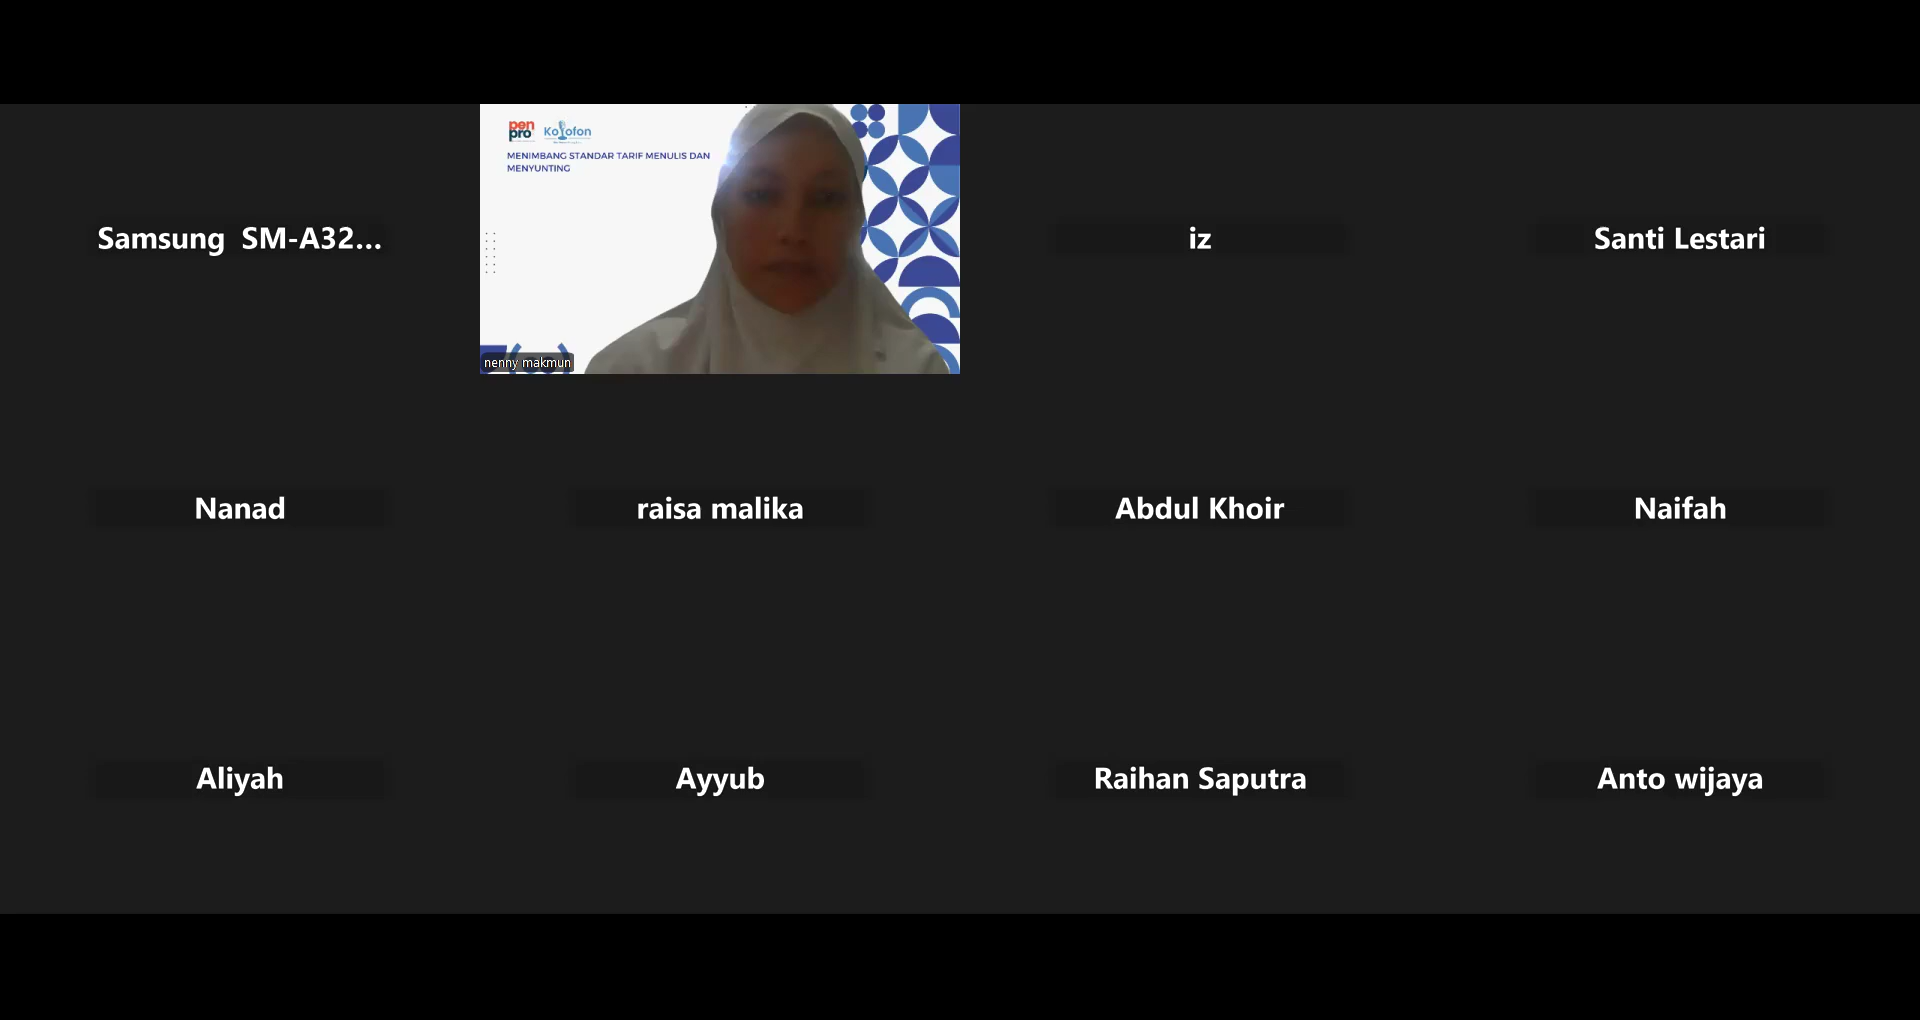 pen
pro
Kolofon
MENIMBANG STANDAR TARIF MENULIS DAN
MENYUNTING
nenny makmun
Samsung SM-A32...
iz
Santi Lestari
Nanad
raisa malika
Abdul Khoir
Naifah
Aliyah
Ayyub
Raihan Saputra
Anto wijaya